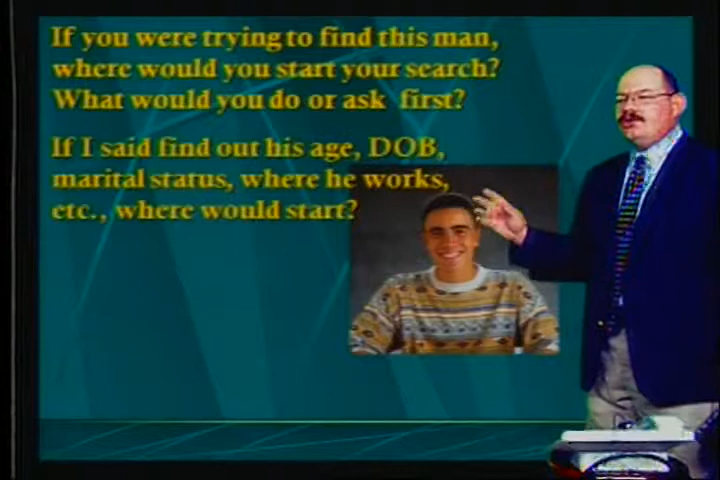 If you were trying to find this man,
where would you start your search?
What would you do or ask first?
If I said find out his age, DOB,
marital status, where he works,
etc., where would start?